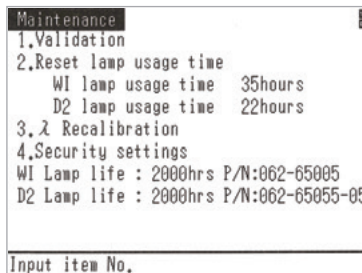 Maintenance
1.Validation
2.Reset lamp usage time
WI lamp usage time 35hours
D2 lamp usage time 22hours
3.λ Recalibration
4.Security settings
WI Lamp life : 2000hrs P/N:062-65005
D2 Lamp life : 2000hrs P/N:062-65055-05
Input item No.